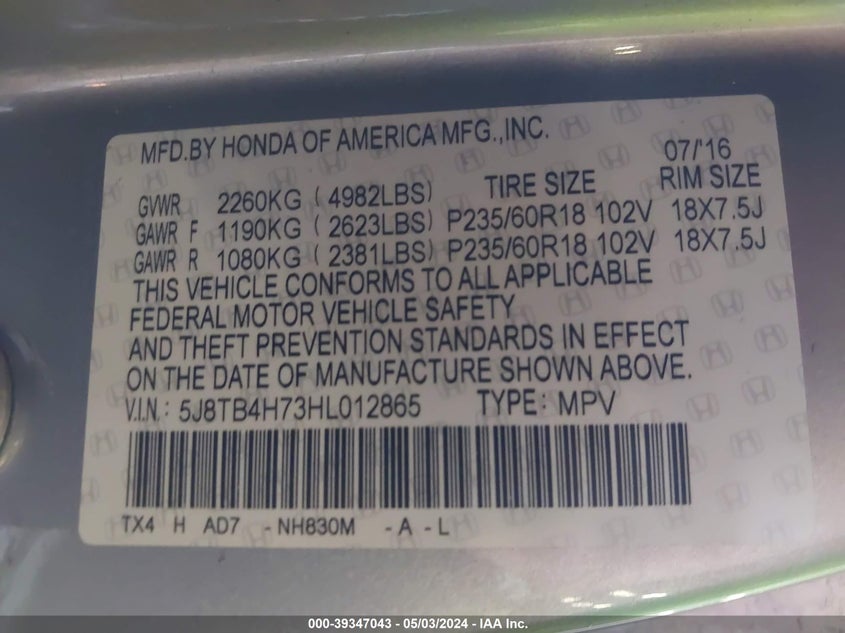 MFD.BY HONDA OF AMERICA MFG.,INC. 07/'16
GVWR 2260KG ( 4982LBS) TIRE SIZE RIM SIZE
GAWR F 1190KG ( 2623LBS) P235/60R18 102V 18X7.5J
GAWR R 1080KG ( 2381LBS) P235/60R18 102V 18X7.5J
THIS VEHICLE CONFORMS TO ALL APPLICABLE
FEDERAL MOTOR VEHICLE SAFETY
AND THEFT PREVENTION STANDARDS IN EFFECT
ON THE DATE OF MANUFACTURE SHOWN ABOVE.
V.I.N.: 5J8TB4H73HL012865 TYPE: MPV
TX4 H AD7 -NH830M -A -L
000-39347043 / 05/03/2024 - IAA Inc.